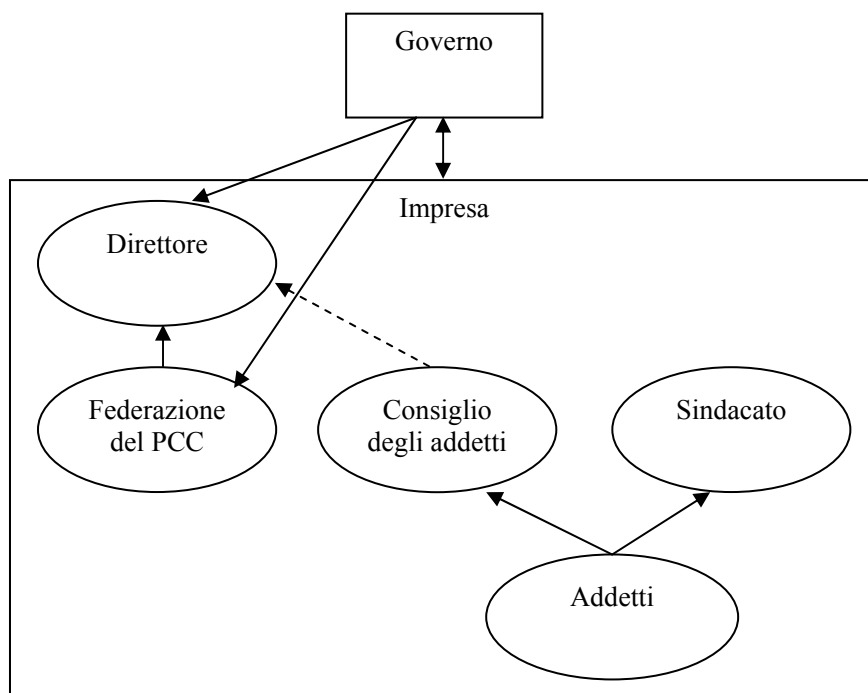 Governo
Impresa
Direttore
Federazione
del PCC
Consiglio
degli addetti
Sindacato
Addetti